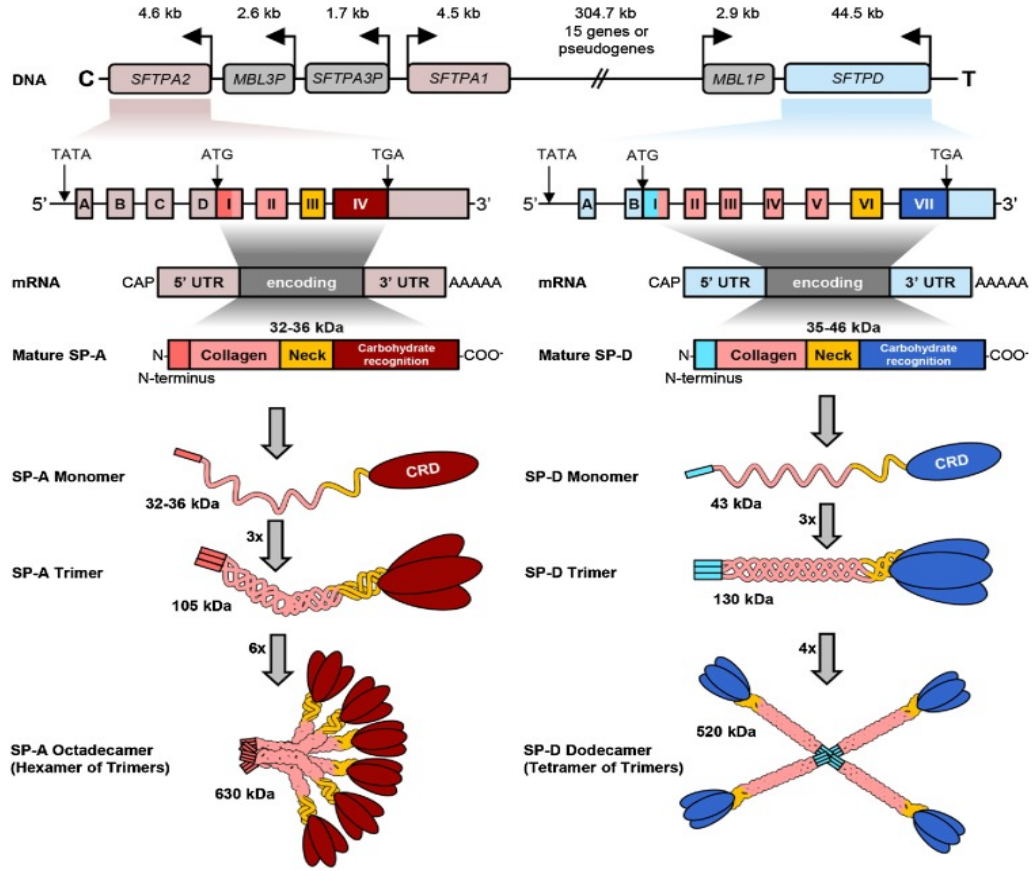 4.6 kb 2.6 kb 1.7 kb 4.5 kb 304.7 kb 2.9 kb 44.5 kb
15 genes or
pseudogenes
DNA C SFTPA2 MBL3P SFTPA3P SFTPA1 MBL1P SFTPD T
TATA ATG TGA TATA ATG TGA
5’ A B C D I II III IV 3’ 5’ A B I II III IV V VI VII 3’
mRNA CAP 5’ UTR encoding 3’ UTR AAAAA mRNA CAP 5’ UTR encoding 3’ UTR AAAAA
32-36 kDa 35-46 kDa
Mature SP-A N- Collagen Neck Carbohydrate recognition -COO- Mature SP-D N- Collagen Neck Carbohydrate recognition -COO-
N-terminus N-terminus
SP-A Monomer CRD SP-D Monomer CRD
32-36 kDa 43 kDa
3x 3x
SP-A Trimer SP-D Trimer
105 kDa 130 kDa
6x 4x
520 kDa
SP-A Octadecamer SP-D Dodecamer
(Hexamer of Trimers) (Tetramer of Trimers)
630 kDa